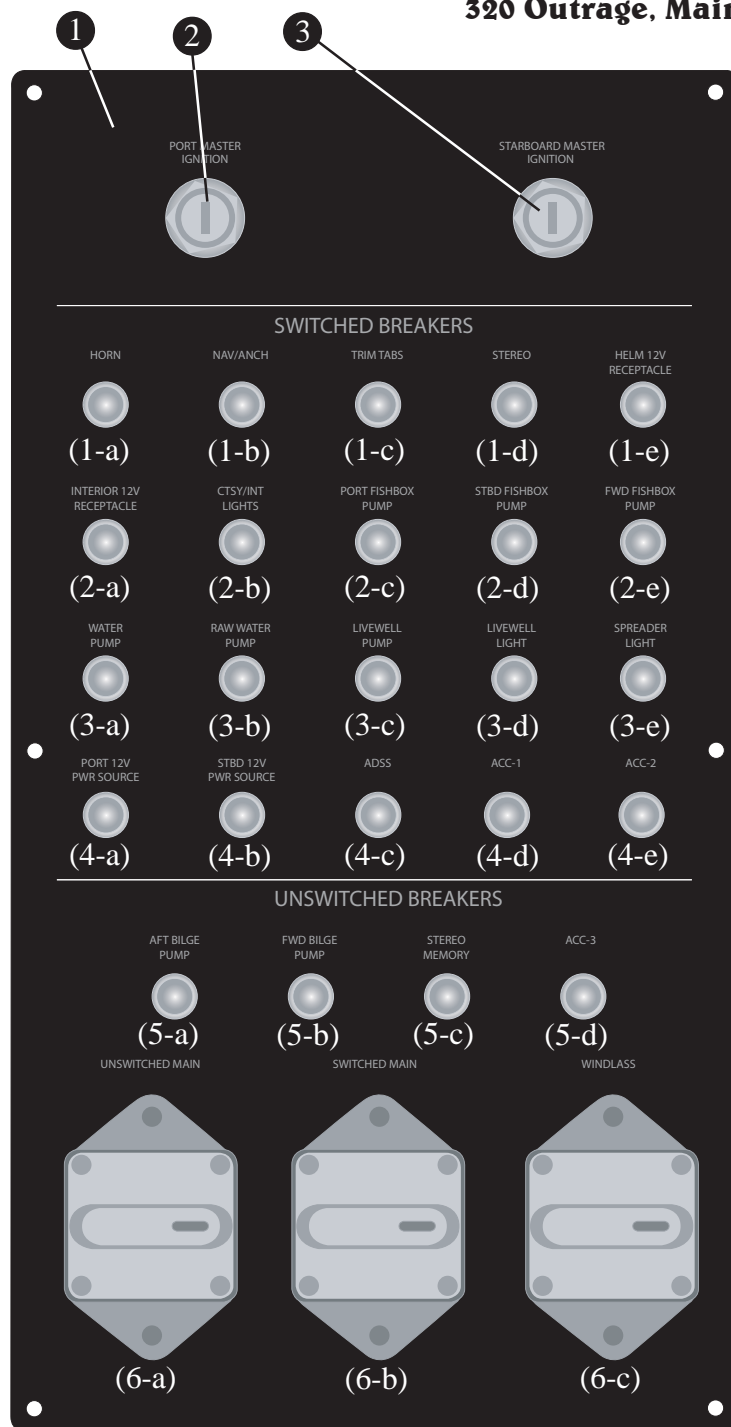 320 Outrage, Main
1 2 3
PORT MASTER
IGNITION
STARBOARD MASTER
IGNITION
SWITCHED BREAKERS
HORN NAV/ANCH TRIM TABS STEREO HELM 12V
RECEPTACLE
(1-a) (1-b) (1-c) (1-d) (1-e)
INTERIOR 12V CTSY/INT PORT FISHBOX STBD FISHBOX FWD FISHBOX
RECEPTACLE LIGHTS PUMP PUMP PUMP
(2-a) (2-b) (2-c) (2-d) (2-e)
WATER RAW WATER LIVEWELL LIVEWELL SPREADER
PUMP PUMP PUMP LIGHT LIGHT
(3-a) (3-b) (3-c) (3-d) (3-e)
PORT 12V STBD 12V ADSS ACC-1 ACC-2
PWR SOURCE PWR SOURCE
(4-a) (4-b) (4-c) (4-d) (4-e)
UNSWITCHED BREAKERS
AFT BILGE FWD BILGE STEREO ACC-3
PUMP PUMP MEMORY
(5-a) (5-b) (5-c) (5-d)
UNSWITCHED MAIN SWITCHED MAIN WINDLASS
(6-a) (6-b) (6-c)